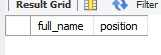 Result Grid Filter
full_name position